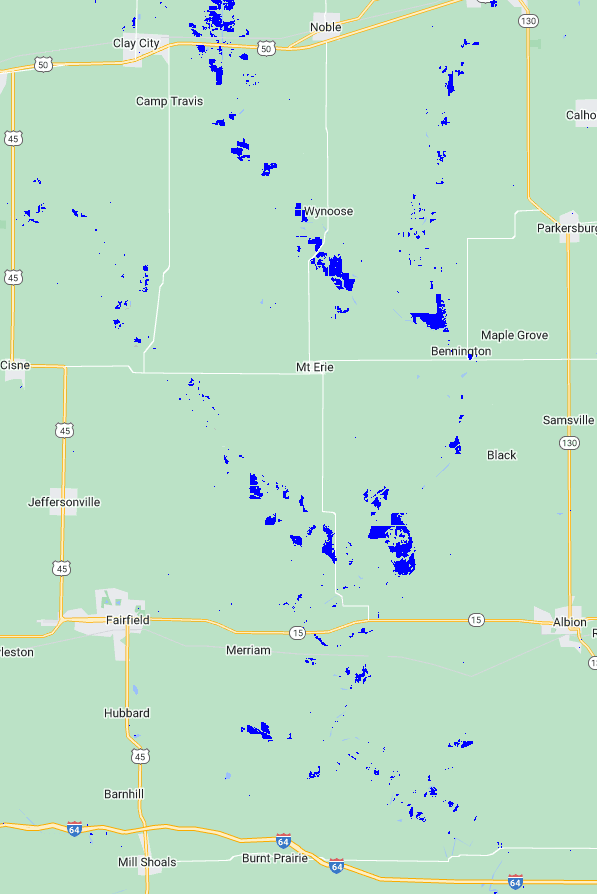 Noble
130
Clay City
50
50
Camp Travis
Calho
45
Wynoose
Parkersburg
45
Maple Grove
Bennington
Cisne
Mt Erie
Samsville
45
130
Black
Jeffersonville
45
Fairfield
15
15
Albion
R
Merriam
rleston
13
Hubbard
45
Barnhill
64
64
Mill Shoals
Burnt Prairie
64
64